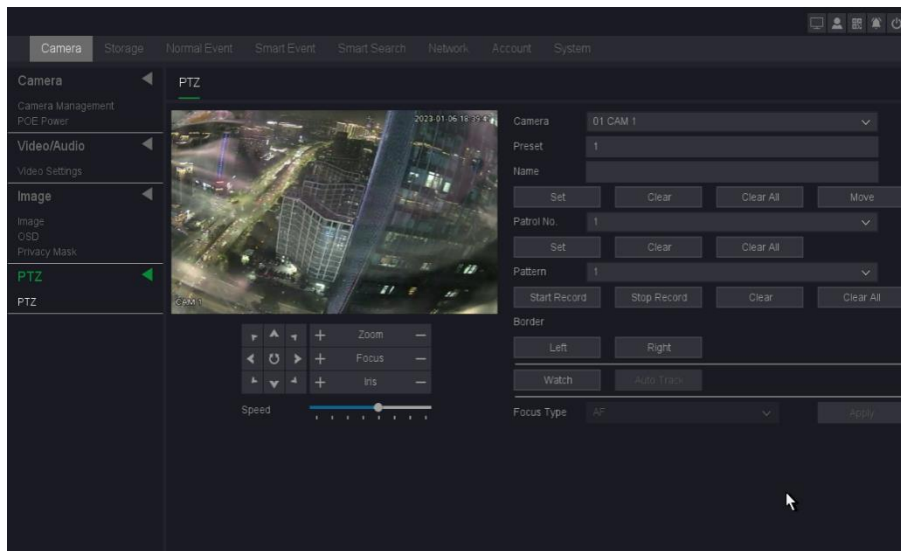 Camera Storage Normal Event Smart Event Smart Search Network Account System
Camera
Camera Management
POE Power
Video/Audio
Video Settings
Image
Image
OSD
Privacy Mask
PTZ
PTZ
PTZ
2023-01-06 18:39
CAM 1
Zoom
Focus
Iris
Speed
Camera 01 CAM 1
Preset 1
Name
Set Clear Clear All Move
Patrol No. 1
Set Clear Clear All
Pattern 1
Start Record Stop Record Clear Clear All
Border
Left Right
Watch Auto Track
Focus Type AF Apply